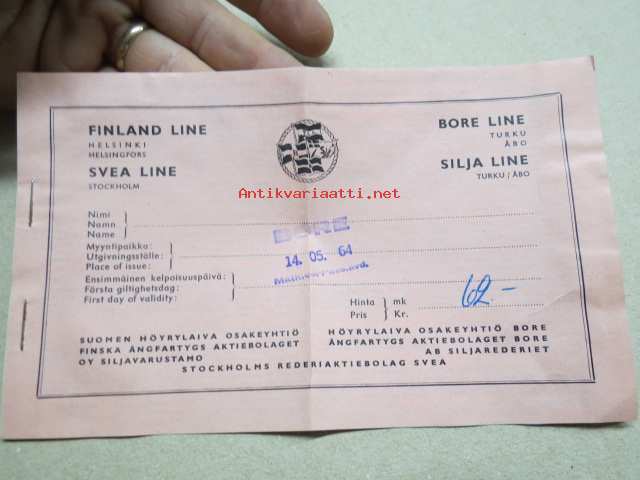 FINLAND LINE
HELSINKI
HELSINGFORS
SVEA LINE
STOCKHOLM
BORE LINE
TURKU
ÅBO
SILJA LINE
TURKU / ÅBO
Antikvariaatti.net
Nimi
Namn
Name
BORE
Myyntipaikka:
Utgivningsställe:
Place of issue:
14. 05. 64
Ensimmäinen kelpoisuuspäivä:
Första giltighetsdag:
First day of validity:
Hinta mk
Pris Kr.
62.-
SUOMEN HÖYRYLAIVA OSAKEYHTIÖ
FINSKA ÅNGFARTYGS AKTIEBOLAGET
OY SILJAVARUSTAMO
HÖYRYLAIVA OSAKEYHTIÖ BORE
ÅNGFARTYGS AKTIEBOLAGET BORE
AB SILJAREDERIET
STOCKHOLMS REDERIAKTIEBOLAG SVEA